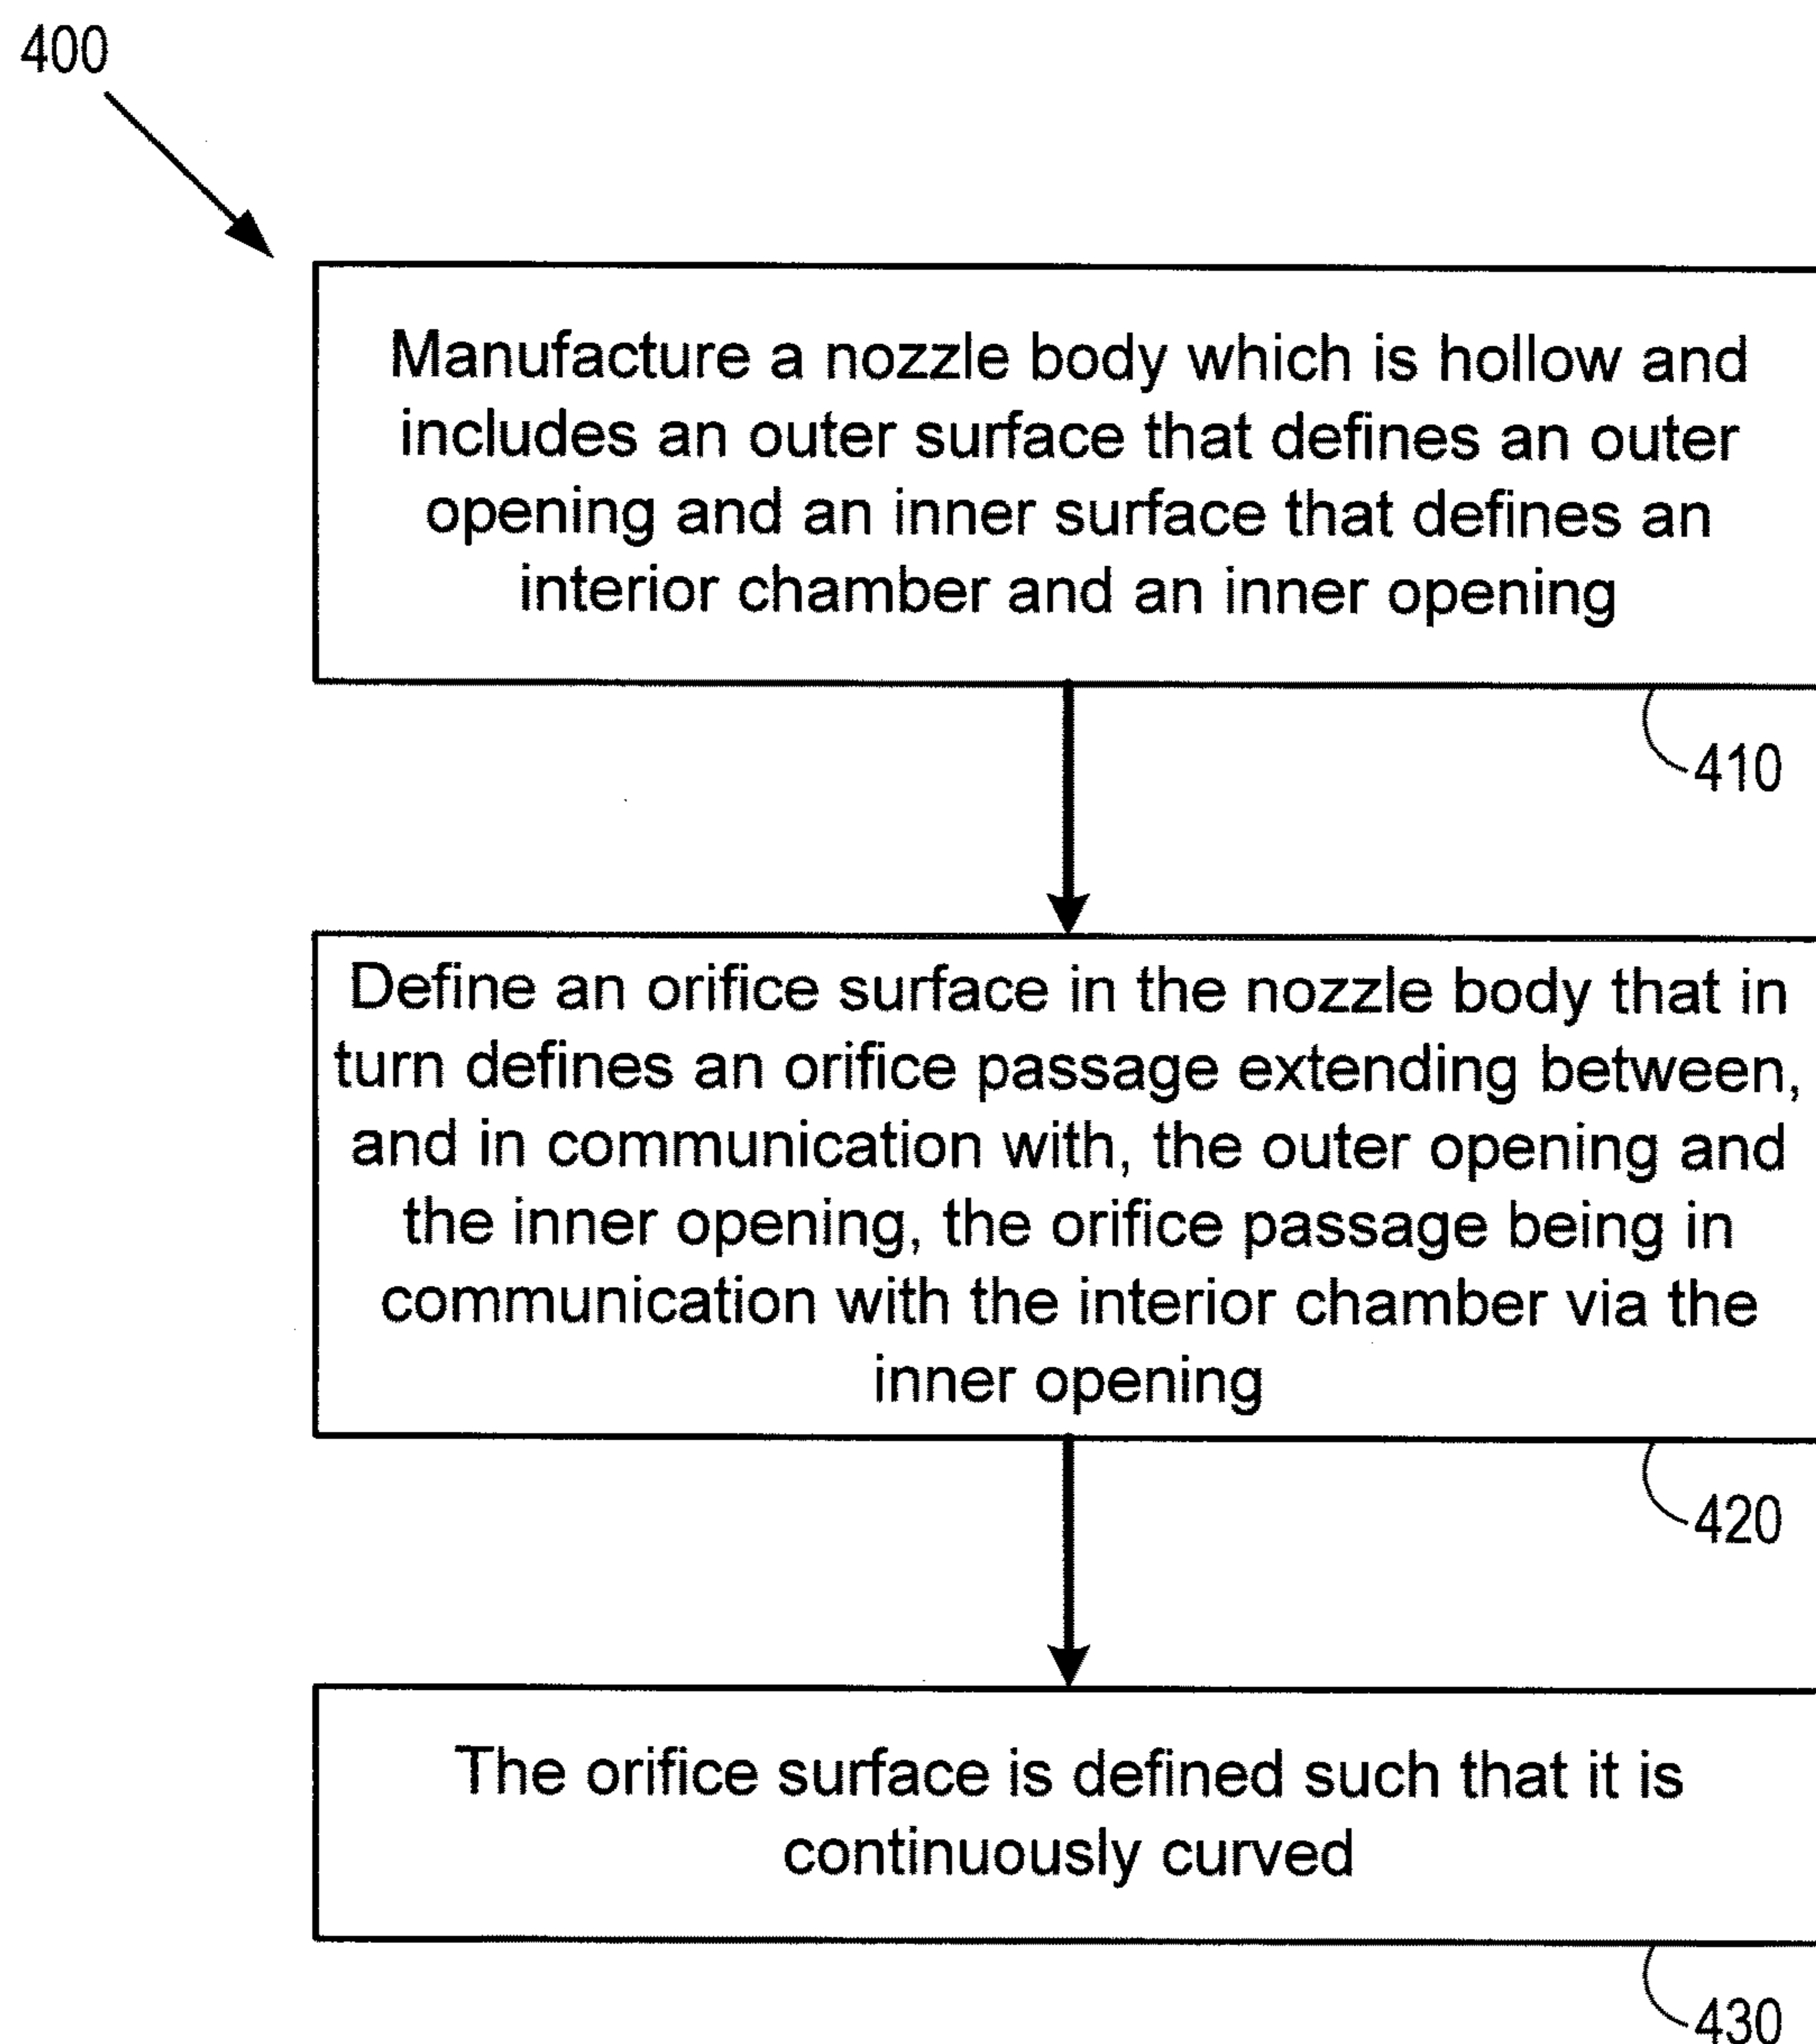 400
Manufacture a nozzle body which is hollow and
includes an outer surface that defines an outer
opening and an inner surface that defines an
interior chamber and an inner opening
410
Define an orifice surface in the nozzle body that in
turn defines an orifice passage extending between,
and in communication with, the outer opening and
the inner opening, the orifice passage being in
communication with the interior chamber via the
inner opening
420
The orifice surface is defined such that it is
continuously curved
430